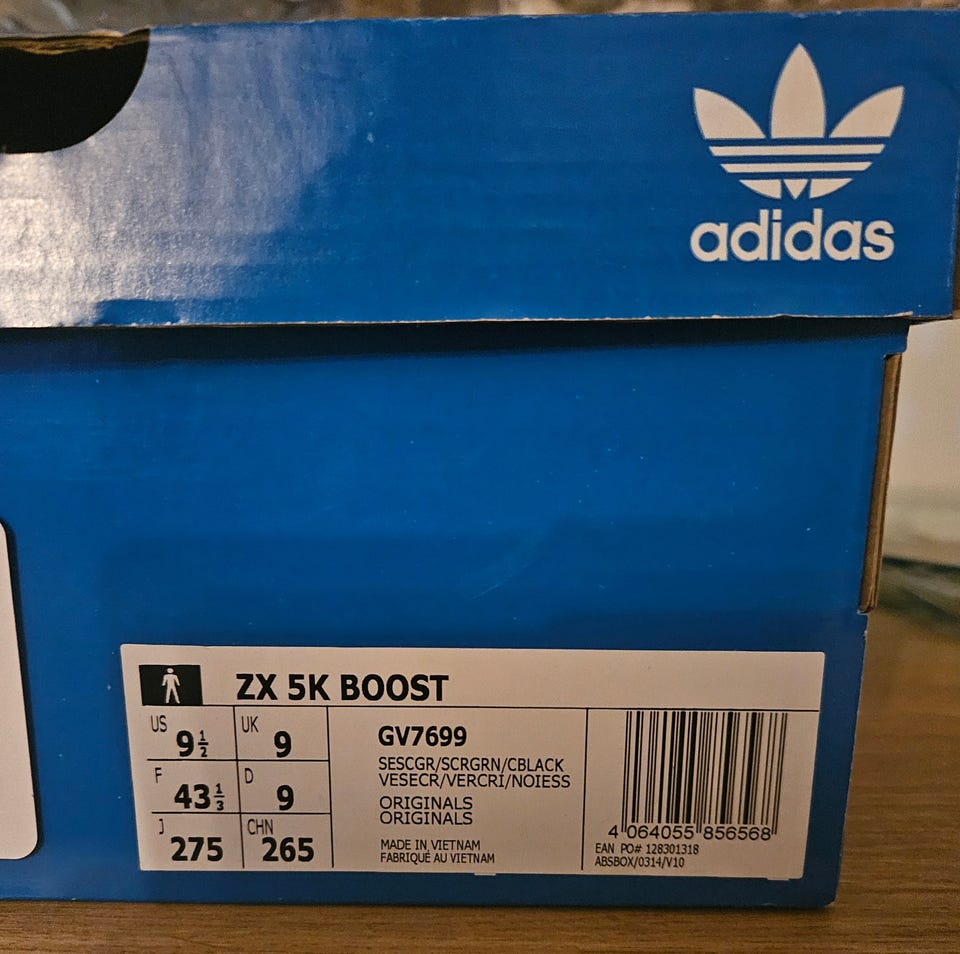 adidas
ZX 5K BOOST
US 9½ UK 9
F 43⅓ D 9
J 275 CHN 265
GV7699
SESCGR/SCRGRN/CBLACK
VESECR/VERCRI/NOIESS
ORIGINALS
ORIGINALS
MADE IN VIETNAM
FABRIQUÉ AU VIETNAM
4 064055 856568
EAN PO# 128301318
ABSBOX/0314/V10